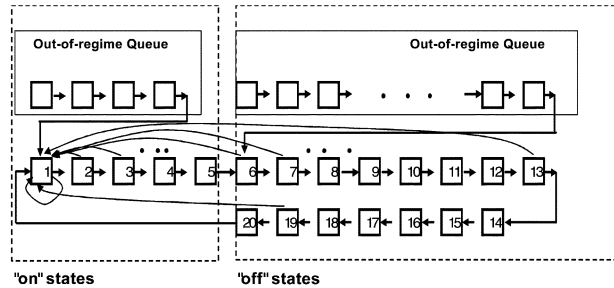 Out-of-regime Queue
Out-of-regime Queue
1 2 3 4 5 6 7 8 9 10 11 12 13
20 19 18 17 16 15 14
"on" states
"off" states